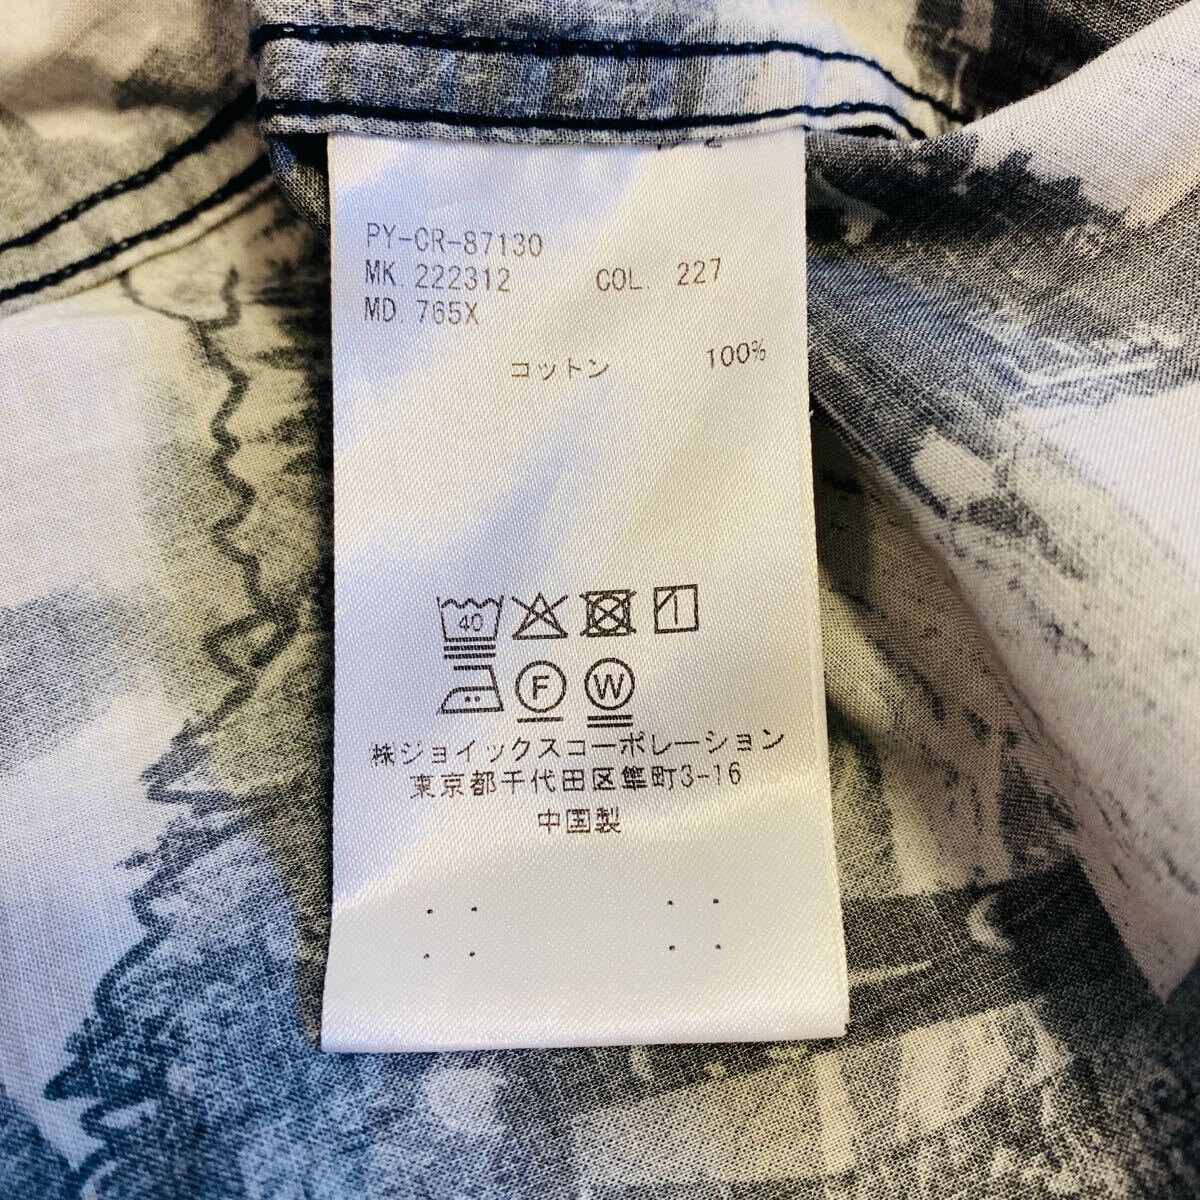 PY-CR-87130
MK. 222312 COL. 227
MD. 765X
コットン 100%
40
F W
㈱ジョイックスコーポレーション
東京都千代田区隼町3-16
中国製